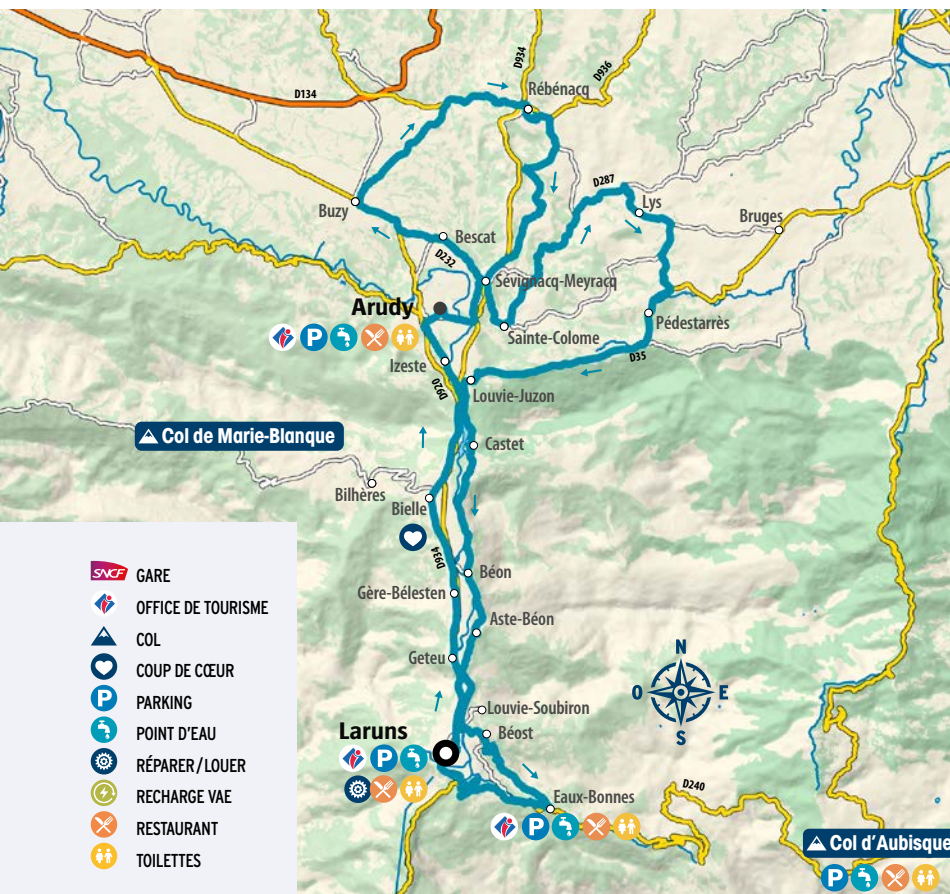 D934
D936
D134
Rébénacq
D287
Lys
Buzy
Bruges
Bescat
D232
Sévignacq-Meyracq
Arudy
P
Pédestarrès
Sainte-Colome
D35
Izeste
D920
Louvie-Juzon
Col de Marie-Blanque
Castet
Bilhères
Bielle
D934
Béon
Gère-Bélesten
Aste-Béon
Geteu
N
O
E
S
Louvie-Soubiron
Laruns
Béost
P
D240
Eaux-Bonnes
P
Col d'Aubisque
P
SNCF GARE
OFFICE DE TOURISME
COL
COUP DE CŒUR
P PARKING
POINT D'EAU
RÉPARER/LOUER
RECHARGE VAE
RESTAURANT
TOILETTES